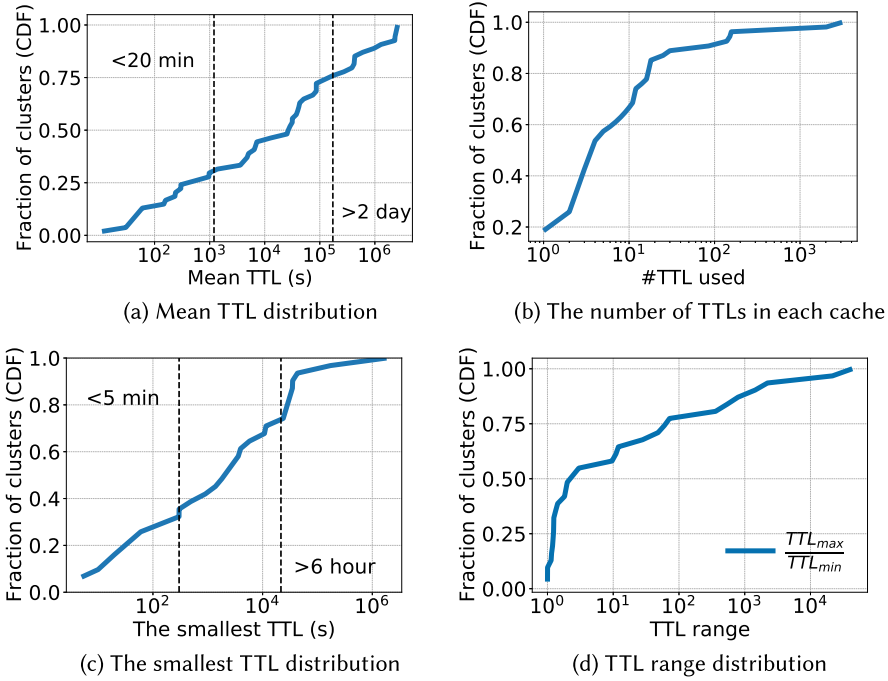 Fraction of clusters (CDF)
1.00
0.75
0.50
0.25
0.00
<20 min
>2 day
10^2
10^3
10^4
10^5
10^6
Mean TTL (s)
(a) Mean TTL distribution
Fraction of clusters (CDF)
1.0
0.8
0.6
0.4
0.2
10^0
10^1
10^2
10^3
#TTL used
(b) The number of TTLs in each cache
Fraction of clusters (CDF)
1.0
0.8
0.6
0.4
0.2
0.0
<5 min
>6 hour
10^2
10^4
10^6
The smallest TTL (s)
(c) The smallest TTL distribution
Fraction of clusters (CDF)
1.00
0.75
0.50
0.25
0.00
TTL_max
TTL_min
10^0
10^1
10^2
10^3
10^4
TTL range
(d) TTL range distribution